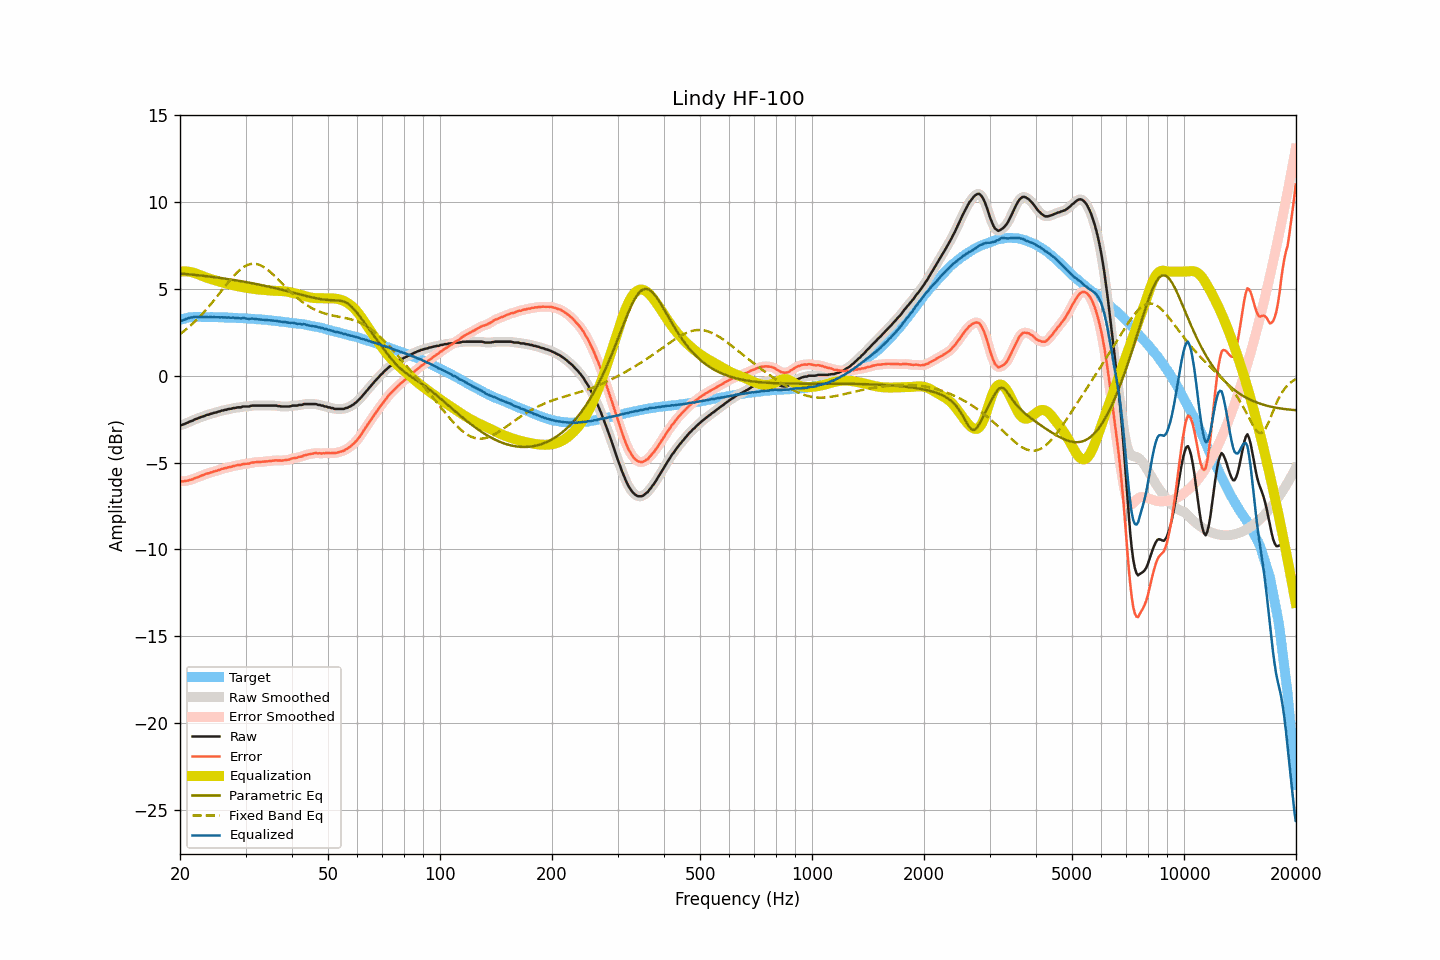 Lindy HF-100
15
10
5
0
−5
−10
−15
−20
−25
Amplitude (dBr)
Target
Raw Smoothed
Error Smoothed
Raw
Error
Equalization
Parametric Eq
Fixed Band Eq
Equalized
20 50 100 200 500 1000 2000 5000 10000 20000
Frequency (Hz)